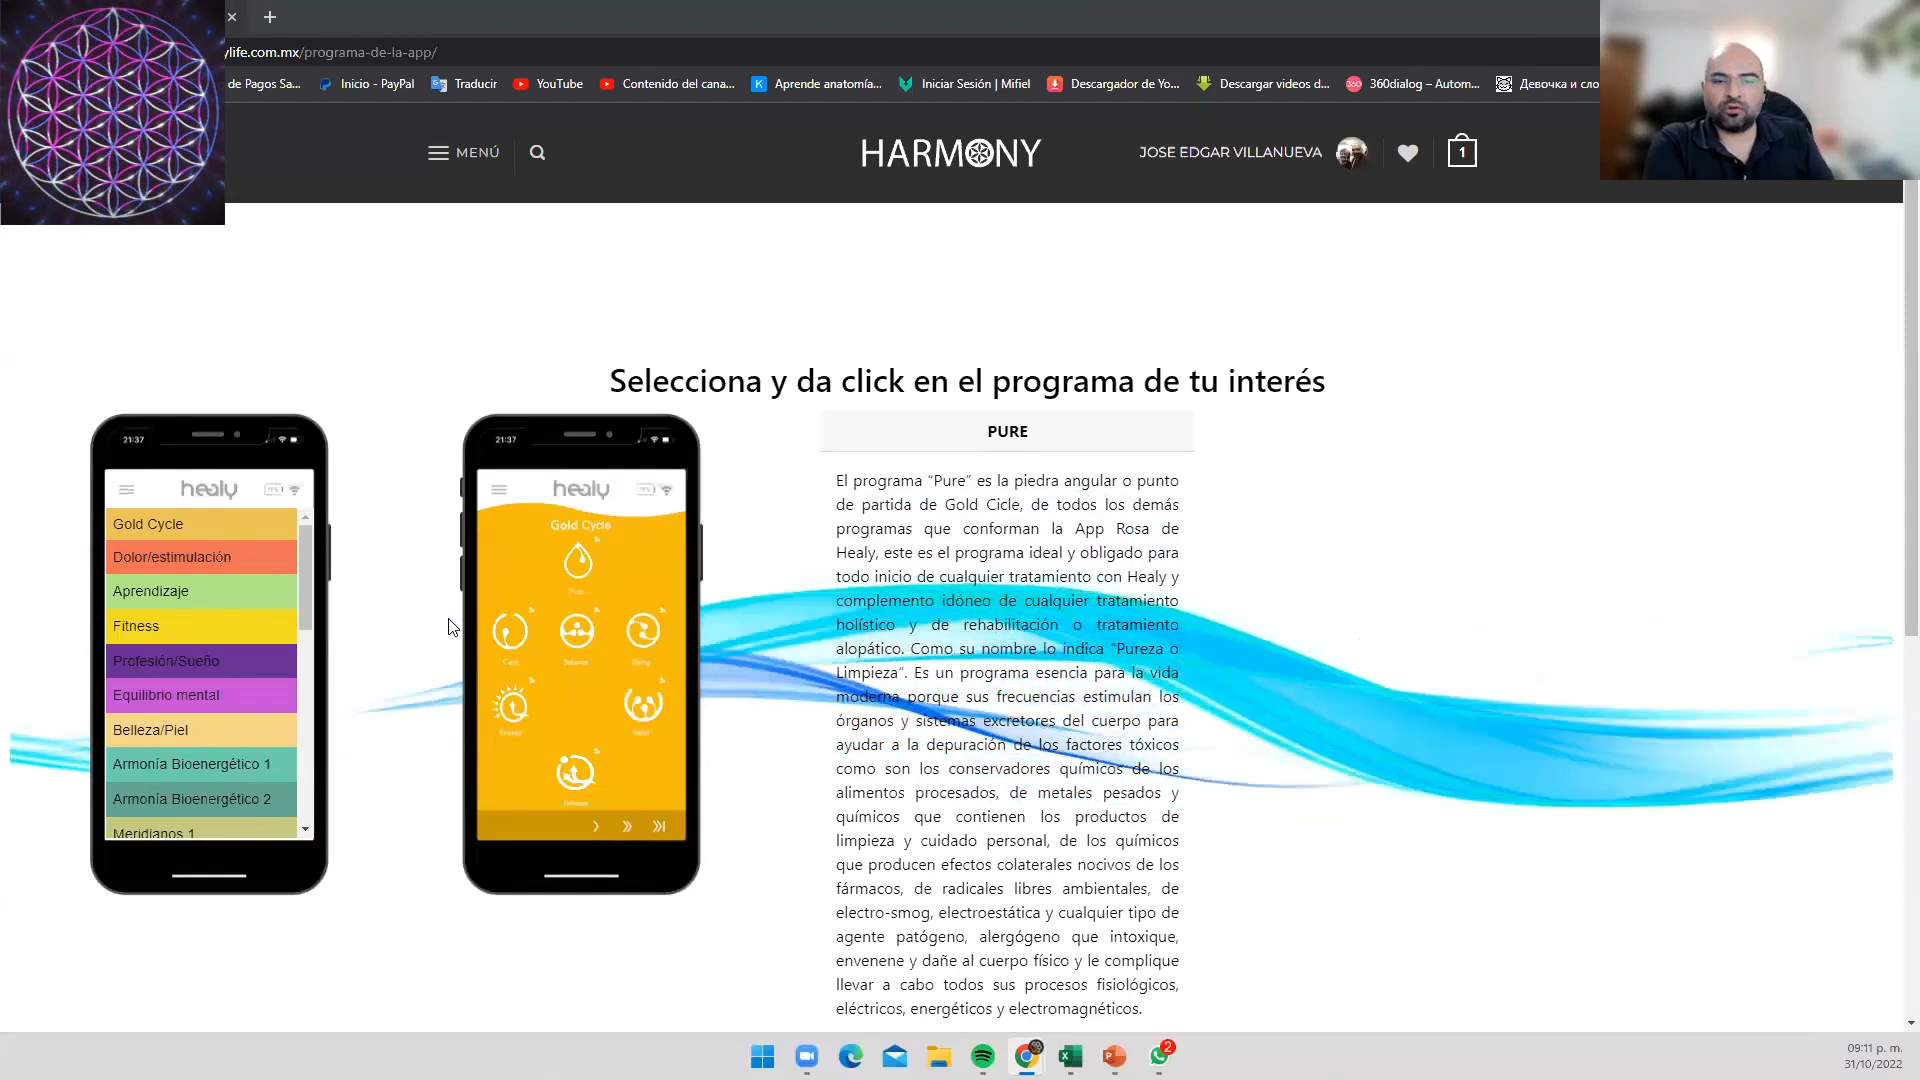 ylife.com.mx/programa-de-la-app/
de Pagos Sa...
Inicio - PayPal
Traducir
YouTube
Contenido del cana...
Aprende anatomía...
Iniciar Sesión | Mifiel
Descargador de Yo...
Descargar videos d...
360dialog – Autom...
Девочка и сло
MENÚ
HARMONY
JOSE EDGAR VILLANUEVA
1
Selecciona y da click en el programa de tu interés
21:37
healy
Gold Cycle
Dolor/estimulación
Aprendizaje
Fitness
Profesión/Sueño
Equilibrio mental
Belleza/Piel
Armonía Bioenergético 1
Armonía Bioenergético 2
Meridianos 1
21:37
healy
Gold Cycle
Pure
Care
Balance
Being
Energy
Release
PURE
El programa “Pure” es la piedra angular o punto
de partida de Gold Cicle, de todos los demás
programas que conforman la App Rosa de
Healy, este es el programa ideal y obligado para
todo inicio de cualquier tratamiento con Healy y
complemento idóneo de cualquier tratamiento
holístico y de rehabilitación o tratamiento
alopático. Como su nombre lo indica “Pureza o
Limpieza”. Es un programa esencia para la vida
moderna porque sus frecuencias estimulan los
órganos y sistemas excretores del cuerpo para
ayudar a la depuración de los factores tóxicos
como son los conservadores químicos de los
alimentos procesados, de metales pesados y
químicos que contienen los productos de
limpieza y cuidado personal, de los químicos
que producen efectos colaterales nocivos de los
fármacos, de radicales libres ambientales, de
electro-smog, electroestática y cualquier tipo de
agente patógeno, alergógeno que intoxique,
envenene y dañe al cuerpo físico y le complique
llevar a cabo todos sus procesos fisiológicos,
eléctricos, energéticos y electromagnéticos.
2
09:11 p. m.
31/10/2022